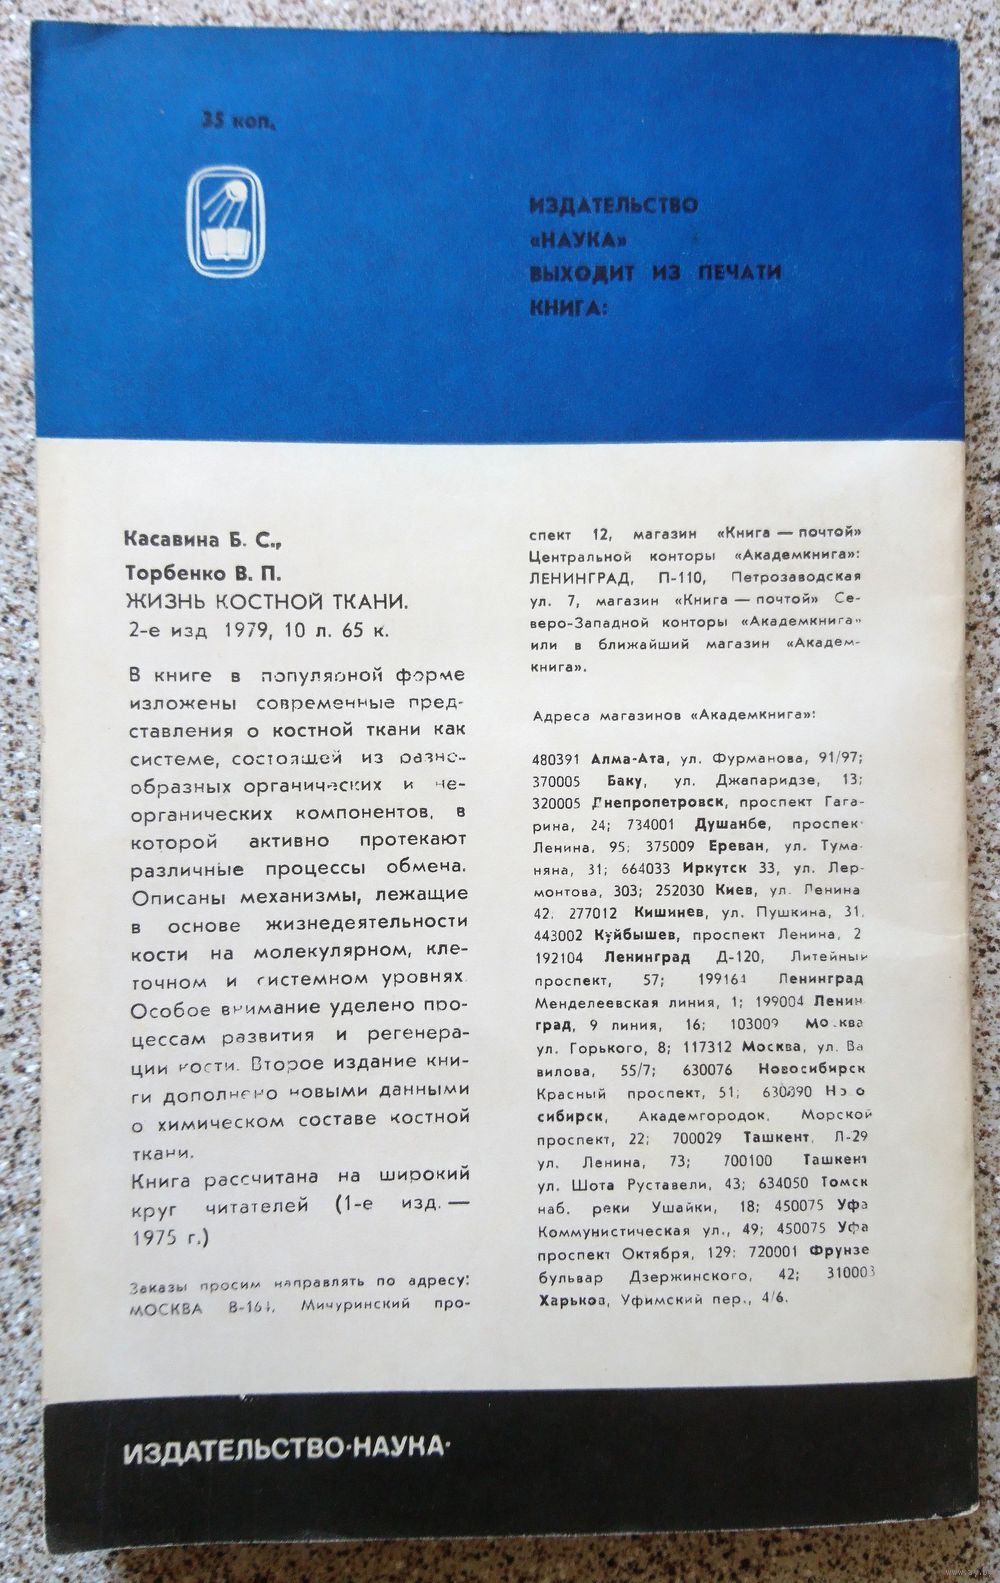 35 коп.
ИЗДАТЕЛЬСТВО
«НАУКА»
ВЫХОДИТ ИЗ ПЕЧАТИ
КНИГА:
Касавина Б. С.,
Торбенко В. П.
ЖИЗНЬ КОСТНОЙ ТКАНИ.
2-е изд 1979, 10 л. 65 к.
В книге в популярной форме
изложены современные пред-
ставления о костной ткани как
системе, состоящей из разно-
образных органических и не-
органических компонентов, в
которой активно протекают
различные процессы обмена.
Описаны механизмы, лежащие
в основе жизнедеятельности
кости на молекулярном, кле-
точном и системном уровнях.
Особое внимание уделено про-
цессам развития и регенера-
ции кости. Второе издание кни-
ги дополнено новыми данными
о химическом составе костной
ткани.
Книга рассчитана на широкий
круг читателей (1-е изд. —
1975 г.)
Заказы просим направлять по адресу:
МОСКВА В-164, Мичуринский про-
спект 12, магазин «Книга — почтой»
Центральной конторы «Академкнига»:
ЛЕНИНГРАД, П-110, Петрозаводская
ул. 7, магазин «Книга — почтой» Се-
веро-Западной конторы «Академкнига»
или в ближайший магазин «Академ-
книга».
Адреса магазинов «Академкнига»:
480391 Алма-Ата, ул. Фурманова, 91/97;
370005 Баку, ул. Джапаридзе, 13;
320005 Днепропетровск, проспект Гага-
рина, 24; 734001 Душанбе, проспек
Ленина, 95; 375009 Ереван, ул. Тума-
няна, 31; 664033 Иркутск 33, ул. Лер-
монтова, 303; 252030 Киев, ул. Ленина
42. 277012 Кишинев, ул. Пушкина, 31.
443002 Куйбышев, проспект Ленина, 2
192104 Ленинград Д-120, Литейный
проспект, 57; 199164 Ленинград
Менделеевская линия, 1; 199004 Ленин
град, 9 линия, 16; 103009 Москва
ул. Горького, 8; 117312 Москва, ул. Ва
вилова, 55/7; 630076 Новосибирск
Красный проспект, 51; 630090 Ново
сибирск, Академгородок, Морской
проспект, 22; 700029 Ташкент, Л-29
ул. Ленина, 73; 700100 Ташкент
ул. Шота Руставели, 43; 634050 Томск
наб. реки Ушайки, 18; 450075 Уфа
Коммунистическая ул., 49; 450075 Уфа
проспект Октября, 129; 720001 Фрунзе
бульвар Дзержинского, 42; 310003
Харьков, Уфимский пер., 4/6.
ИЗДАТЕЛЬСТВО·НАУКА·